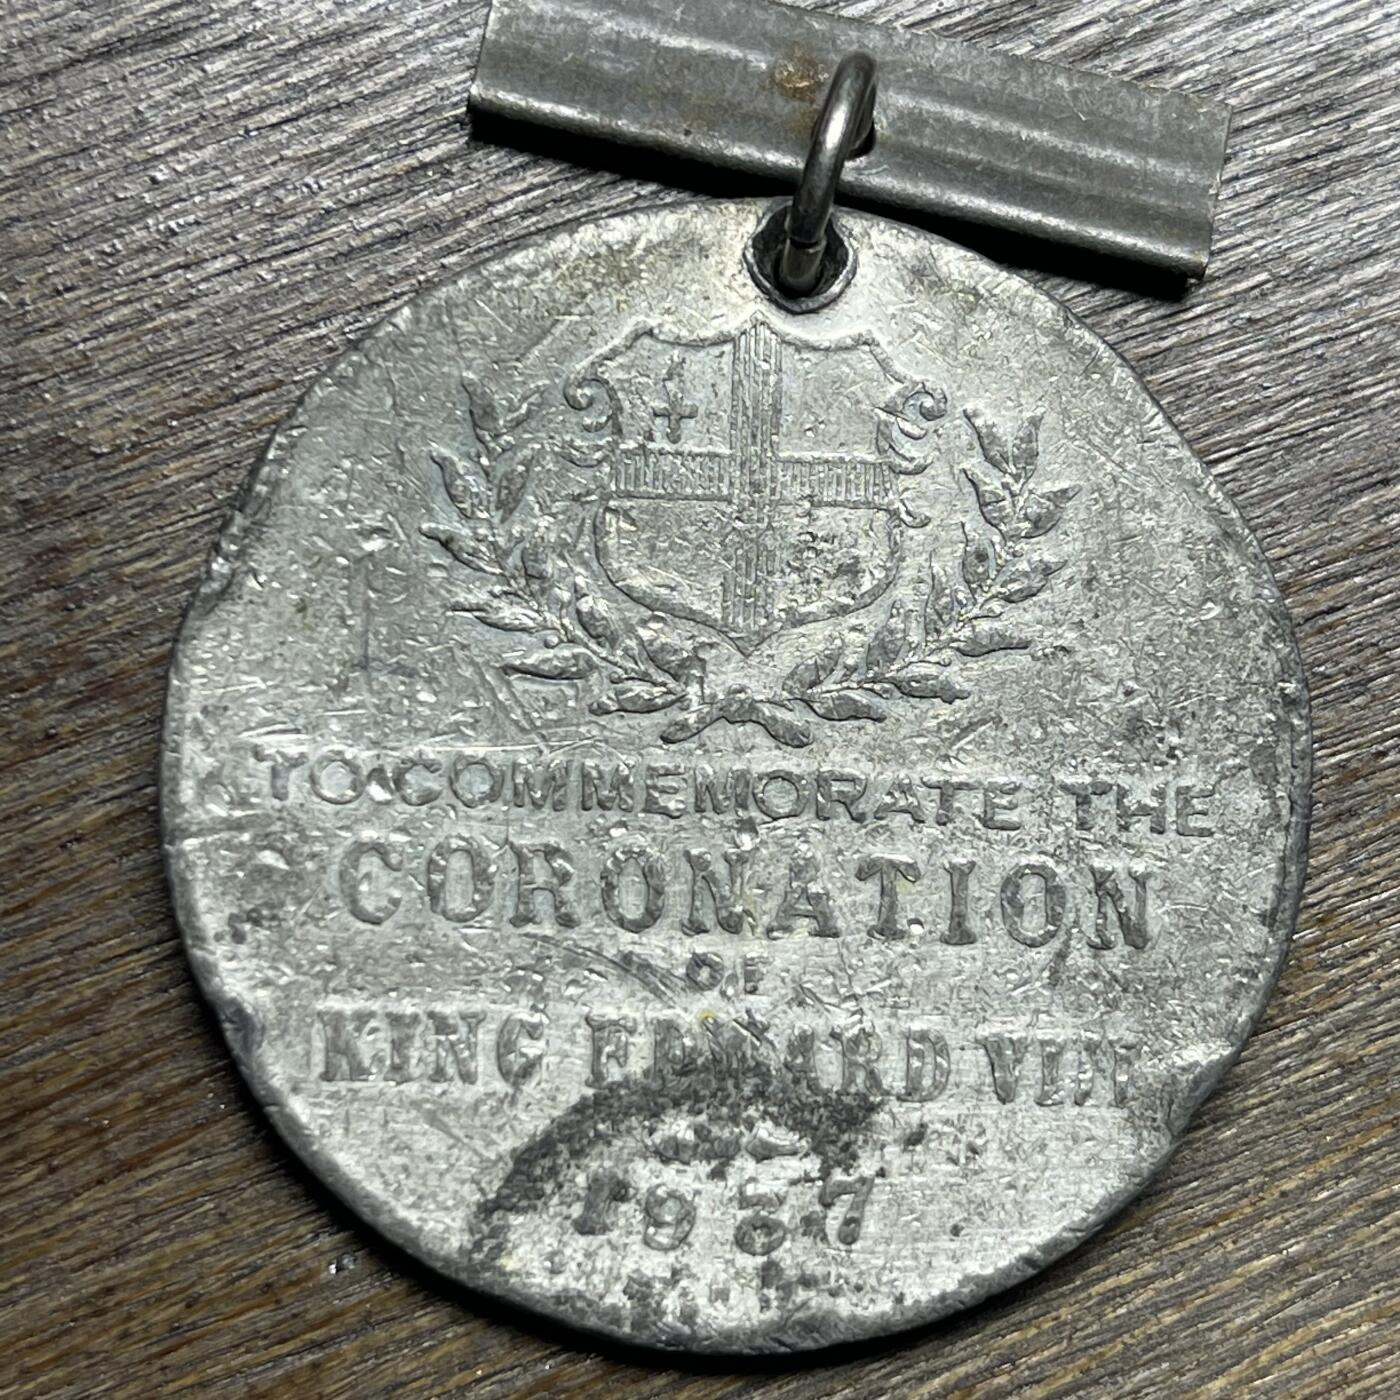 TO COMMEMORATE THE
CORONATION
OF
KING EDWARD VIII
1937